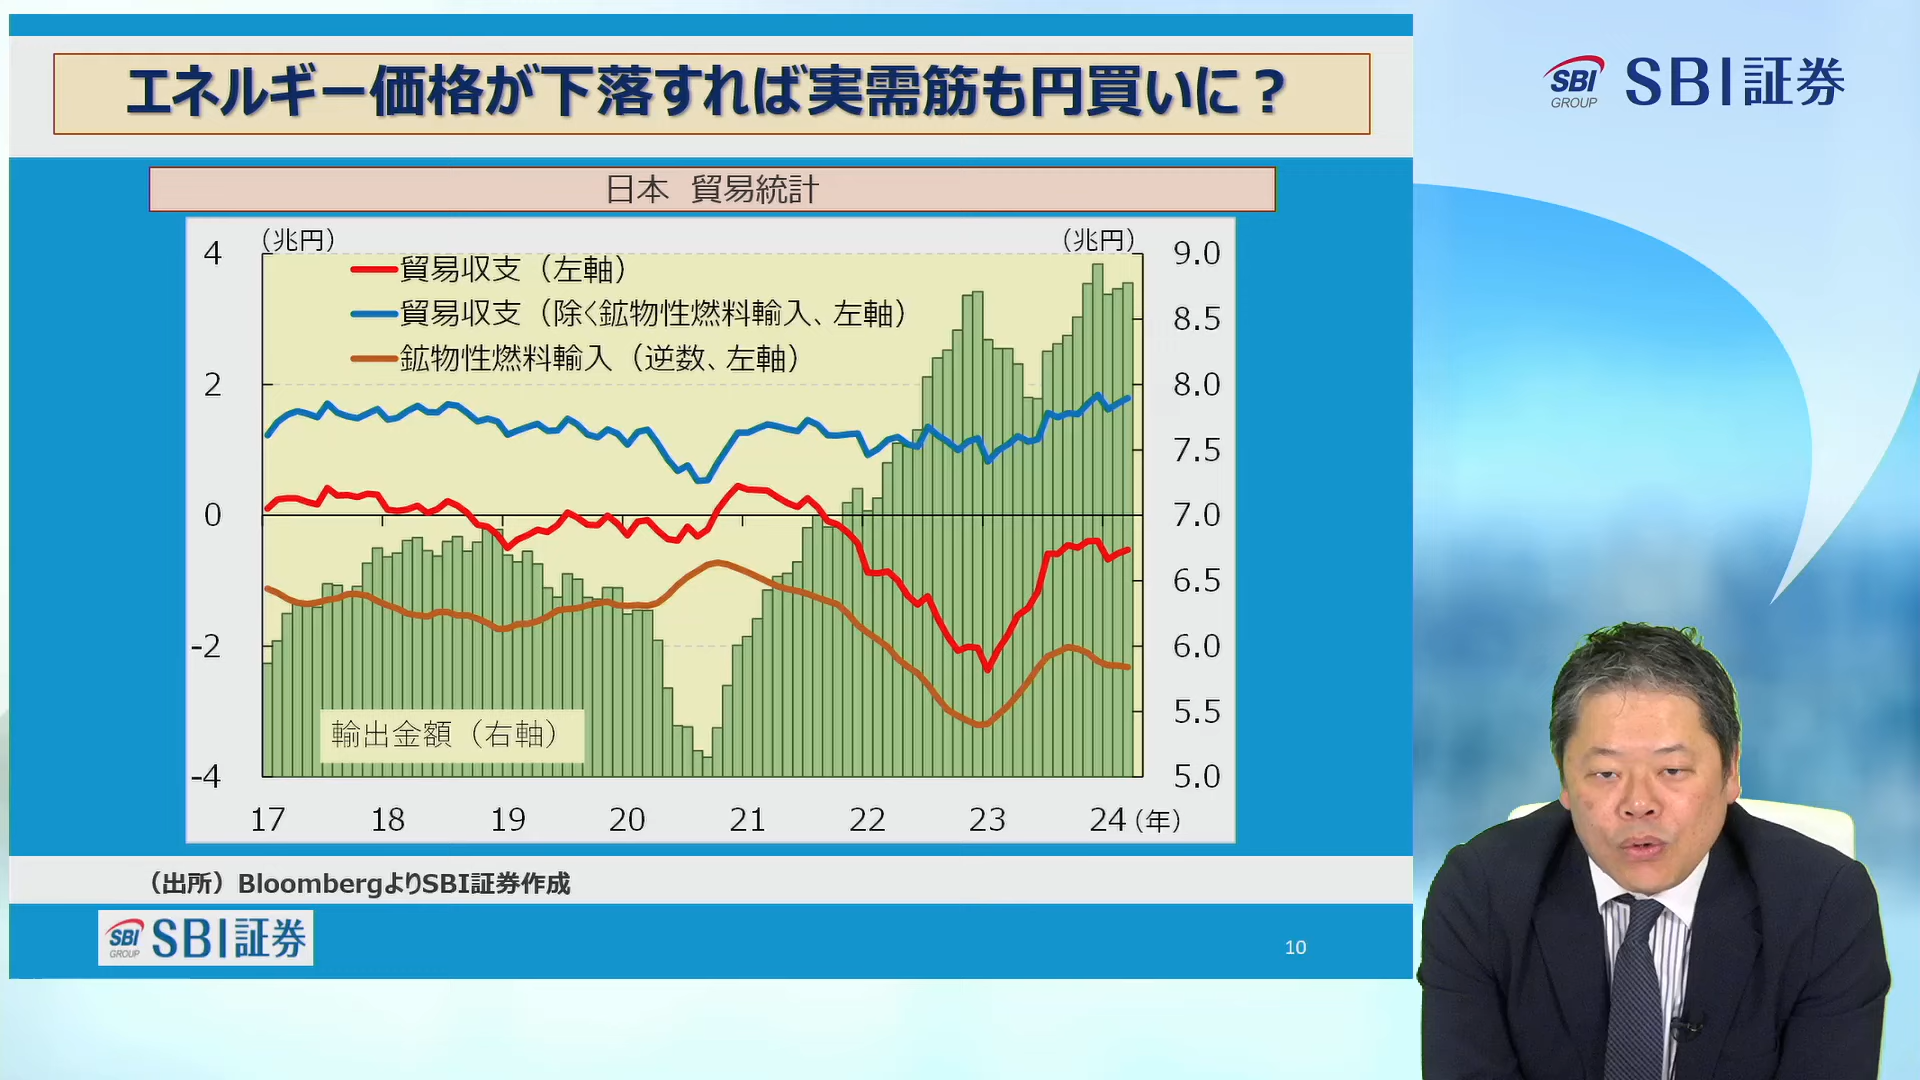 エネルギー価格が下落すれば実需筋も円買いに？
SBI GROUP SBI証券
日本 貿易統計
（兆円） （兆円）
貿易収支（左軸）
貿易収支（除く鉱物性燃料輸入、左軸）
鉱物性燃料輸入（逆数、左軸）
4
2
0
-2
-4
9.0
8.5
8.0
7.5
7.0
6.5
6.0
5.5
5.0
輸出金額（右軸）
17 18 19 20 21 22 23 24（年）
（出所）BloombergよりSBI証券作成
SBI GROUP SBI証券
10